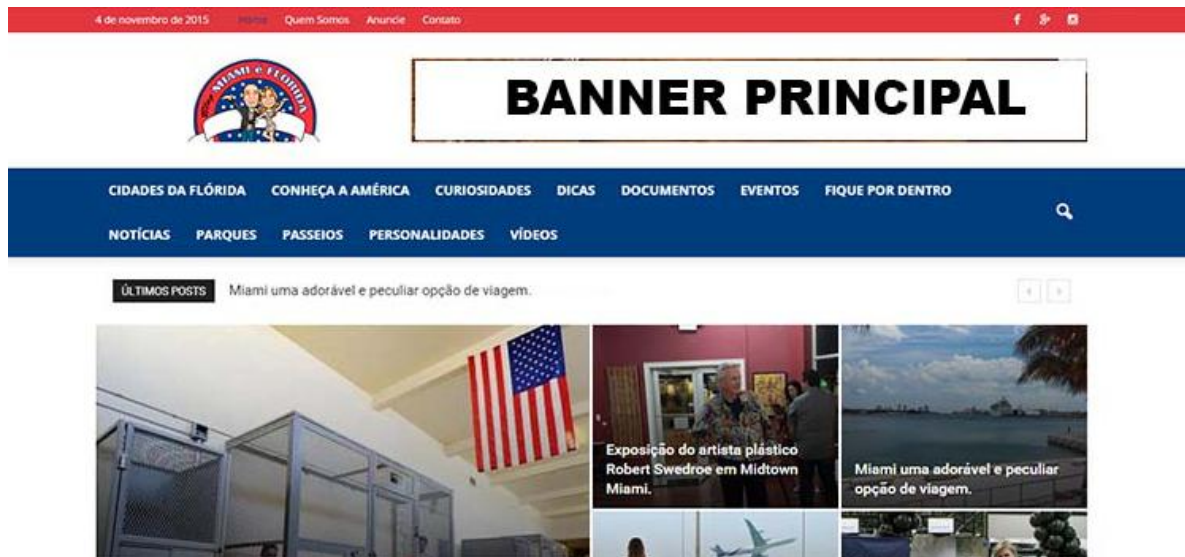 4 de novembro de 2015 Home Quem Somos Anuncie Contato
MIAMI é FLÓRIDA
BANNER PRINCIPAL
CIDADES DA FLÓRIDA CONHEÇA A AMÉRICA CURIOSIDADES DICAS DOCUMENTOS EVENTOS FIQUE POR DENTRO
NOTÍCIAS PARQUES PASSEIOS PERSONALIDADES VÍDEOS
ÚLTIMOS POSTS Miami uma adorável e peculiar opção de viagem.
Exposição do artista plástico
Robert Swedroe em Midtown
Miami.
Miami uma adorável e peculiar
opção de viagem.